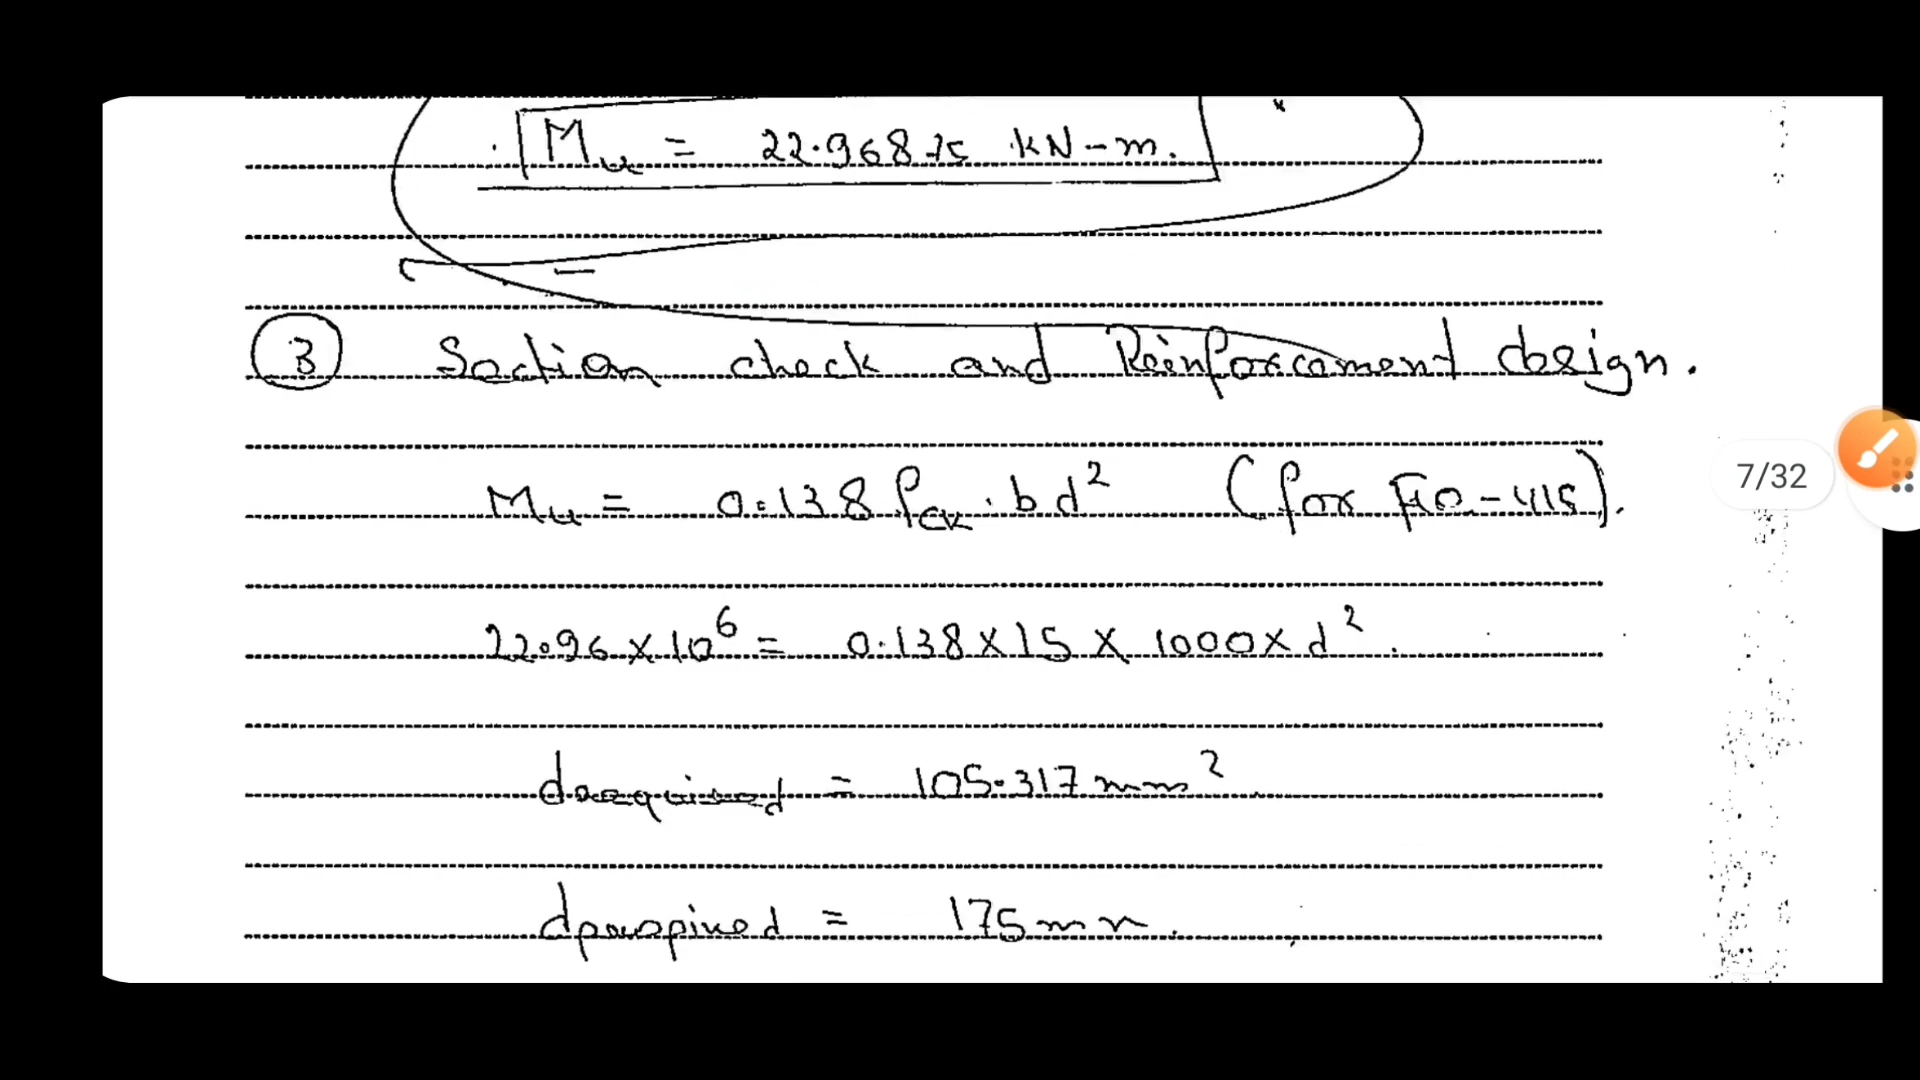 Mu = 22.96875 kN-m.
3 Section check and Reinforcement design.
Mu = 0.138 fck . b d² (for Fe-415).
7/32
22.96 x 10⁶ = 0.138 x 15 x 1000 x d².
drequired = 105.317 mm²
= 175 mm.